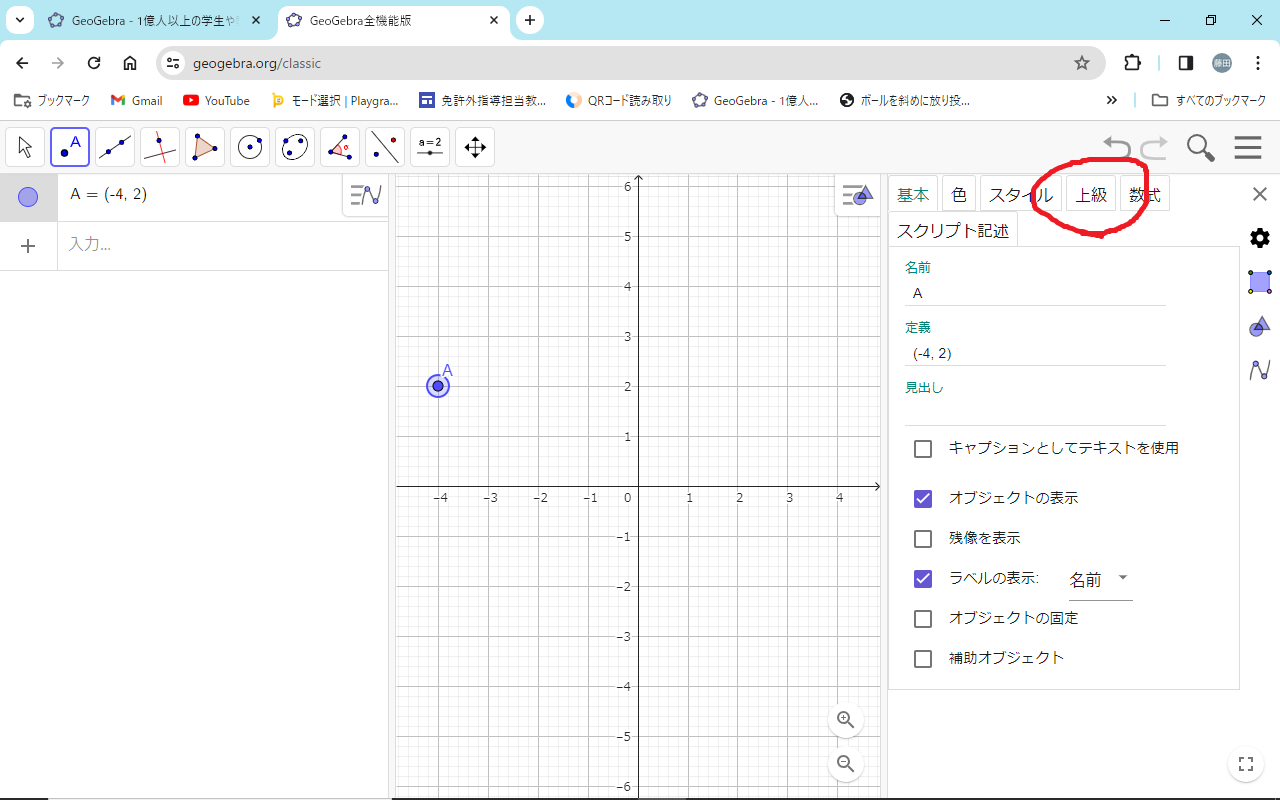 GeoGebra - 1億人以上の学生や
GeoGebra全機能版
geogebra.org/classic
藤田
ブックマーク
Gmail
YouTube
モード選択 | Playgra...
免許外指導担当教...
QRコード読み取り
GeoGebra - 1億人...
ボールを斜めに放り投...
すべてのブックマーク
A
a=2
A = (-4, 2)
入力...
基本 色 スタイル 上級 数式
スクリプト記述
名前
A
定義
(-4, 2)
見出し
キャプションとしてテキストを使用
オブジェクトの表示
残像を表示
ラベルの表示: 名前
オブジェクトの固定
補助オブジェクト
6
5
4
3
A
2
1
−4 −3 −2 −1 0 1 2 3 4
−1
−2
−3
−4
−5
−6